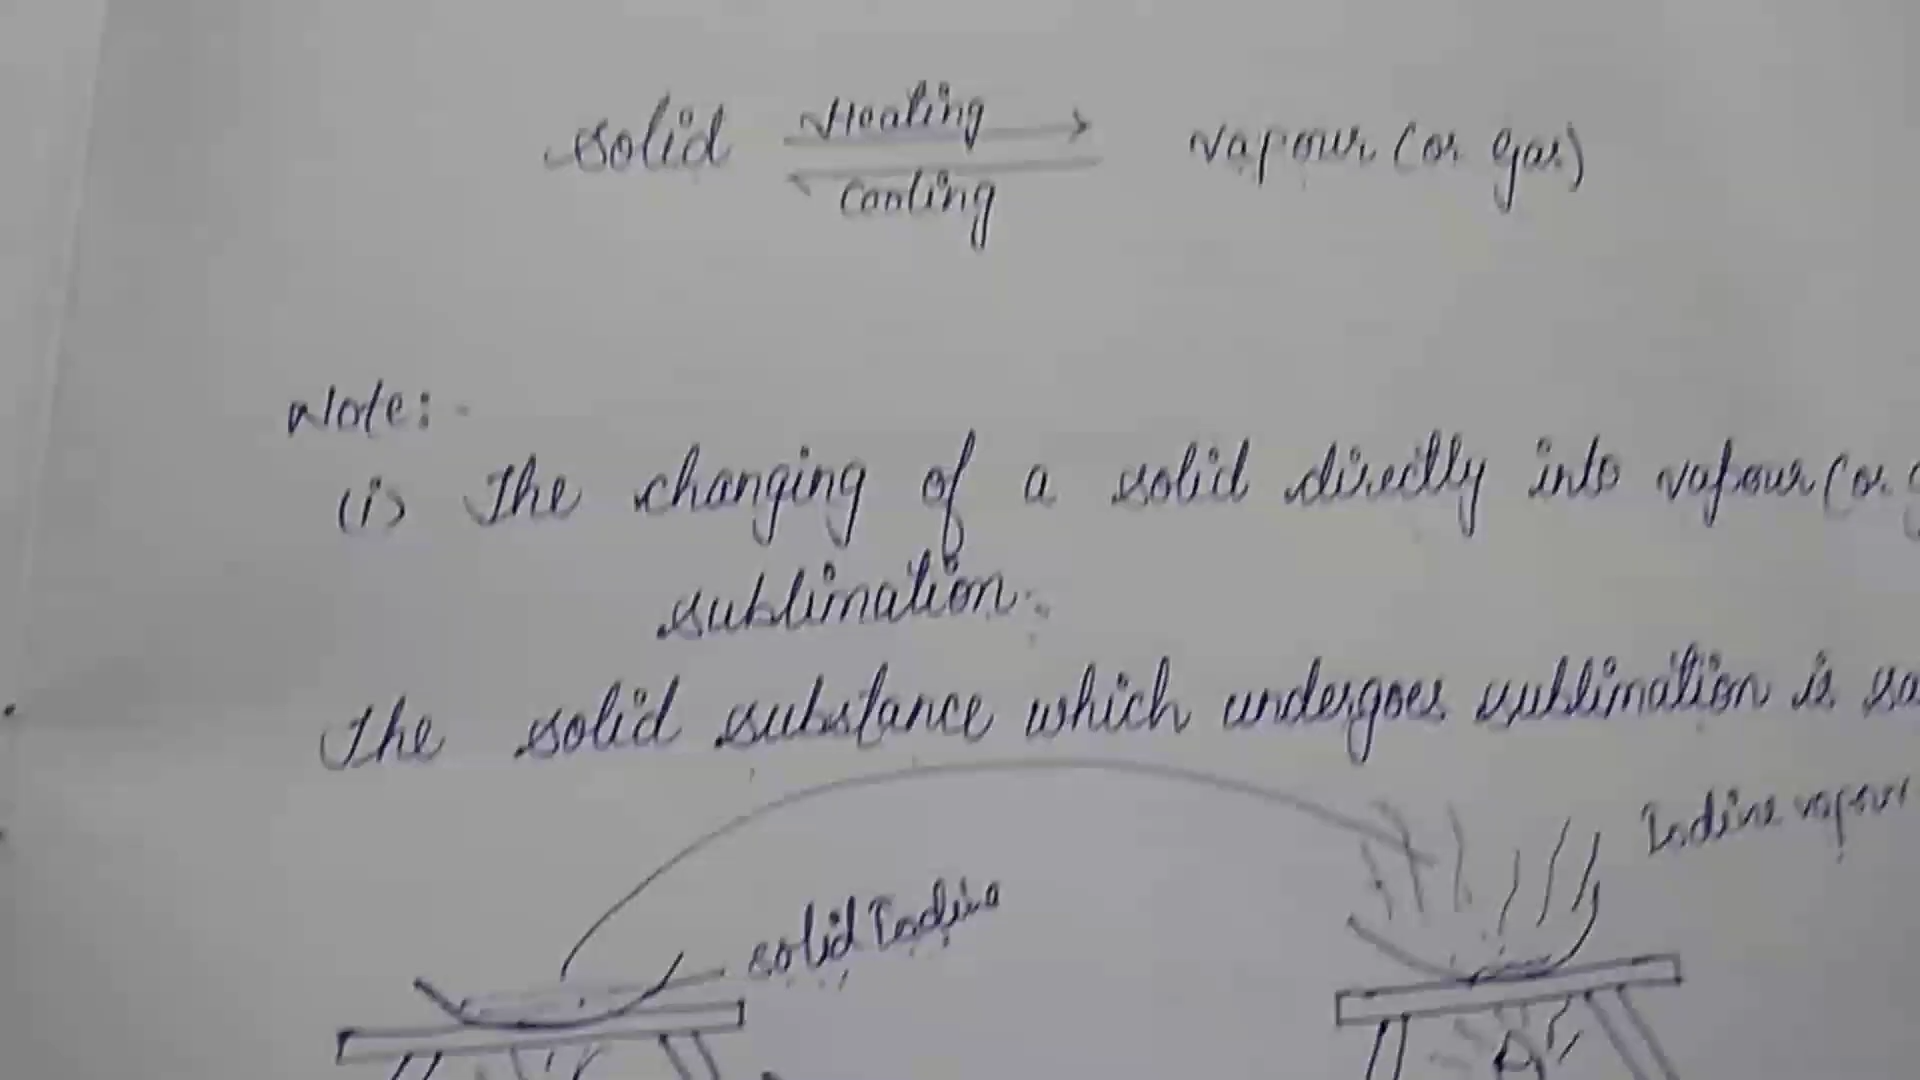 Heating
solid vapour (or gas)
Cooling
Note:-
(i) The changing of a solid directly into vapour (or g
sublimation.
The solid substance which undergoes sublimation is sa
Iodine vapour
solid Iodine